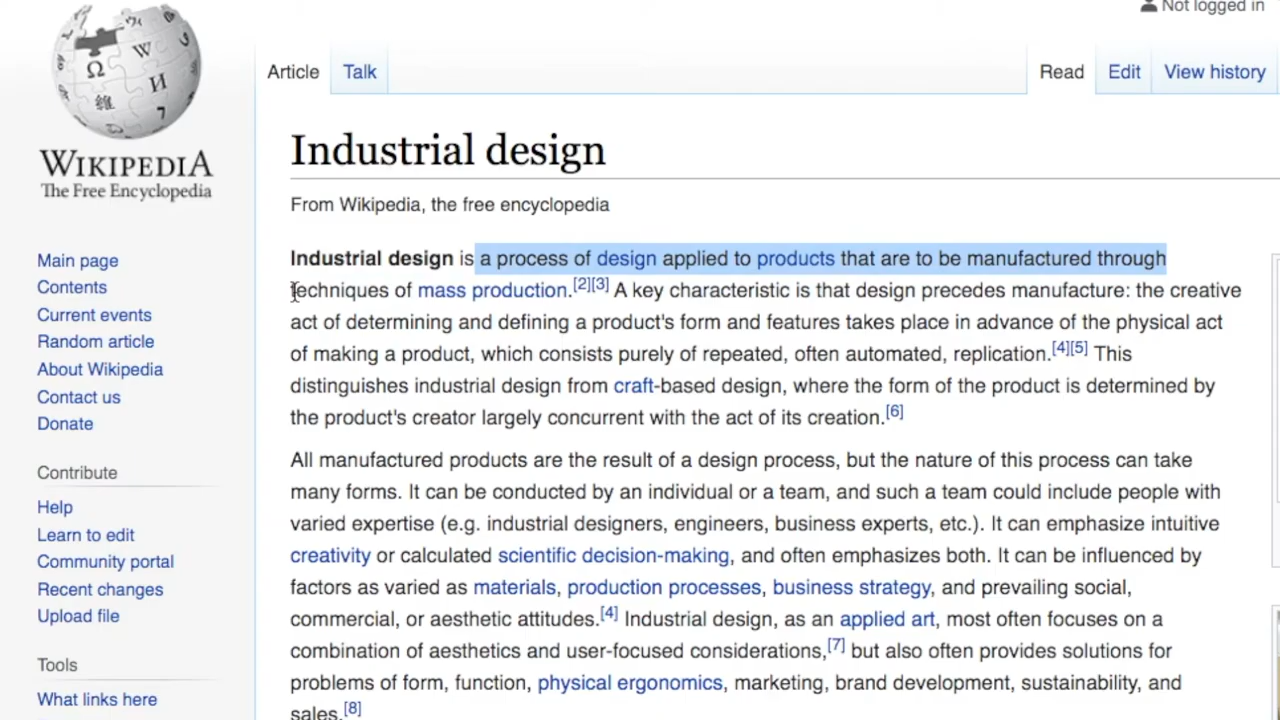 Not logged in
Article
Talk
Read
Edit
View history
WIKIPEDIA
The Free Encyclopedia
Industrial design
From Wikipedia, the free encyclopedia
Main page
Contents
Current events
Random article
About Wikipedia
Contact us
Donate
Contribute
Help
Learn to edit
Community portal
Recent changes
Upload file
Tools
What links here
Industrial design is a process of design applied to products that are to be manufactured through
techniques of mass production.[2][3] A key characteristic is that design precedes manufacture: the creative
act of determining and defining a product's form and features takes place in advance of the physical act
of making a product, which consists purely of repeated, often automated, replication.[4][5] This
distinguishes industrial design from craft-based design, where the form of the product is determined by
the product's creator largely concurrent with the act of its creation.[6]
All manufactured products are the result of a design process, but the nature of this process can take
many forms. It can be conducted by an individual or a team, and such a team could include people with
varied expertise (e.g. industrial designers, engineers, business experts, etc.). It can emphasize intuitive
creativity or calculated scientific decision-making, and often emphasizes both. It can be influenced by
factors as varied as materials, production processes, business strategy, and prevailing social,
commercial, or aesthetic attitudes.[4] Industrial design, as an applied art, most often focuses on a
combination of aesthetics and user-focused considerations,[7] but also often provides solutions for
problems of form, function, physical ergonomics, marketing, brand development, sustainability, and
sales.[8]